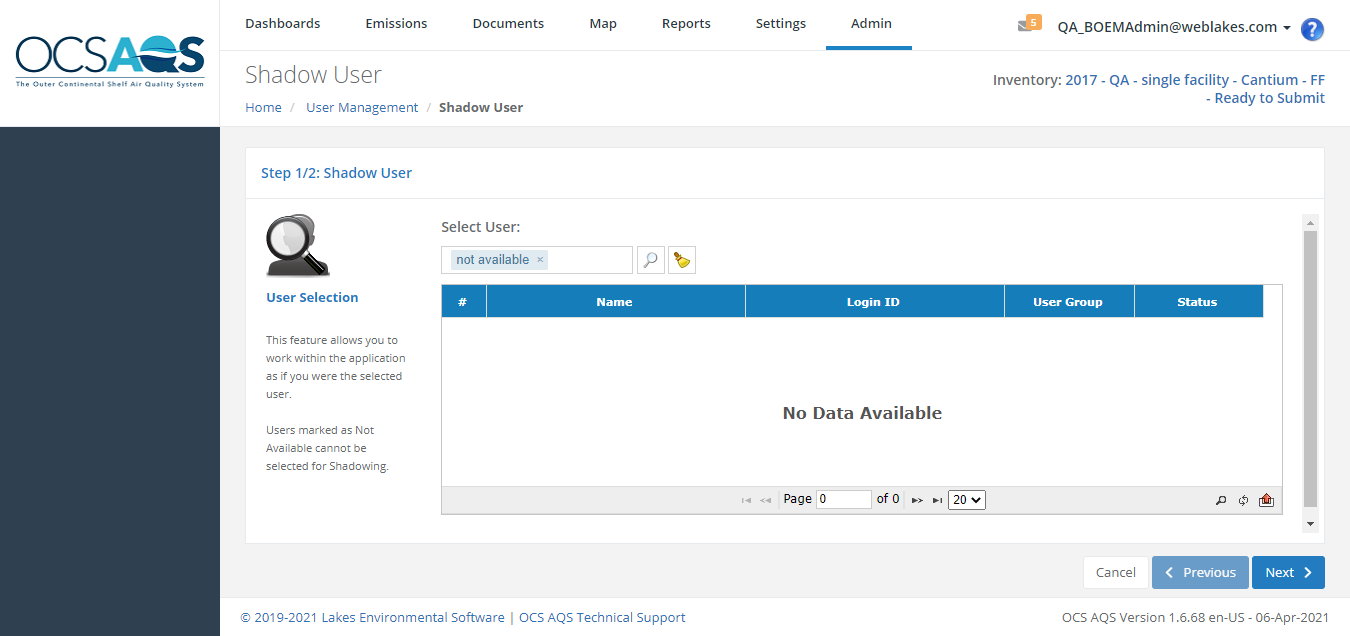 OCSAQS
The Outer Continental Shelf Air Quality System
Dashboards Emissions Documents Map Reports Settings Admin
5 QA_BOEMAdmin@weblakes.com ?
Shadow User
Home / User Management / Shadow User
Inventory: 2017 - QA - single facility - Cantium - FF
- Ready to Submit
Step 1/2: Shadow User
User Selection
This feature allows you to
work within the application
as if you were the selected
user.
Users marked as Not
Available cannot be
selected for Shadowing.
Select User:
not available ×
# Name Login ID User Group Status
No Data Available
Page 0 of 0 20
Cancel Previous Next
© 2019-2021 Lakes Environmental Software | OCS AQS Technical Support
OCS AQS Version 1.6.68 en-US - 06-Apr-2021